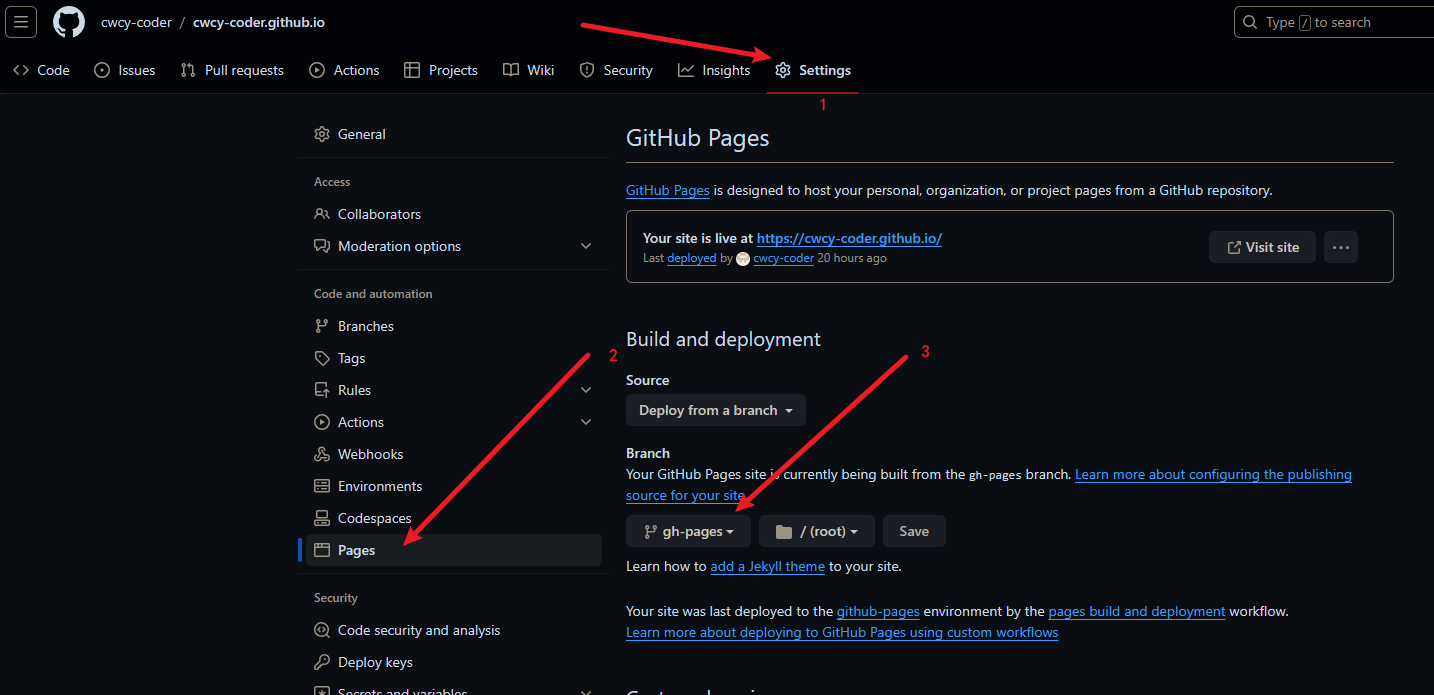 cwcy-coder / cwcy-coder.github.io
Type / to search
Code Issues Pull requests Actions Projects Wiki Security Insights Settings
1
General
Access
Collaborators
Moderation options
Code and automation
Branches
Tags
Rules
Actions
Webhooks
Environments
Codespaces
Pages
2
Security
Code security and analysis
Deploy keys
Secrets and variables
GitHub Pages
GitHub Pages is designed to host your personal, organization, or project pages from a GitHub repository.
Your site is live at https://cwcy-coder.github.io/
Last deployed by cwcy-coder 20 hours ago
Visit site
Build and deployment
3
Source
Deploy from a branch
Branch
Your GitHub Pages site is currently being built from the gh-pages branch. Learn more about configuring the publishing
source for your site.
gh-pages / (root) Save
Learn how to add a Jekyll theme to your site.
Your site was last deployed to the github-pages environment by the pages build and deployment workflow.
Learn more about deploying to GitHub Pages using custom workflows